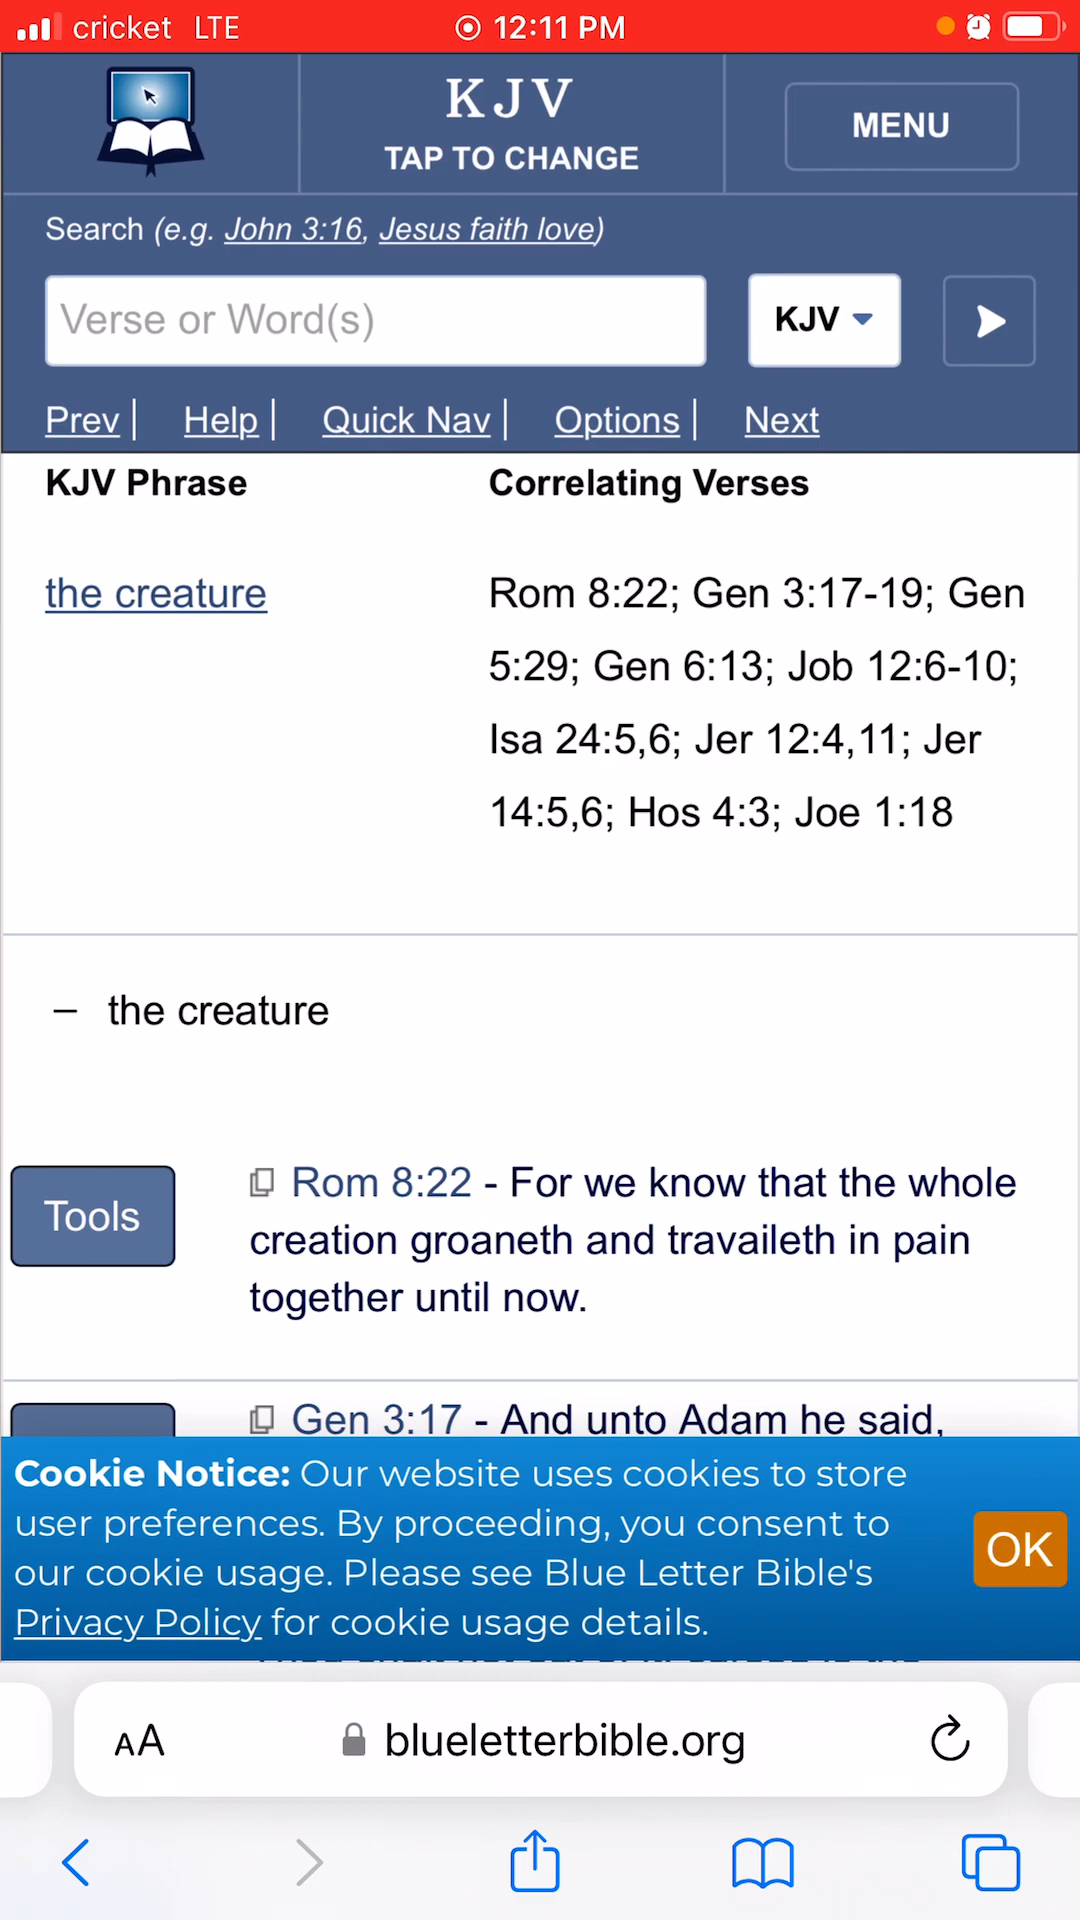 cricket LTE 12:11 PM
KJV
TAP TO CHANGE
MENU
Search (e.g. John 3:16, Jesus faith love)
Verse or Word(s)
KJV
Prev | Help | Quick Nav | Options | Next
KJV Phrase Correlating Verses
the creature Rom 8:22; Gen 3:17-19; Gen
5:29; Gen 6:13; Job 12:6-10;
Isa 24:5,6; Jer 12:4,11; Jer
14:5,6; Hos 4:3; Joe 1:18
– the creature
Tools
Rom 8:22 - For we know that the whole
creation groaneth and travaileth in pain
together until now.
Gen 3:17 - And unto Adam he said,
Cookie Notice: Our website uses cookies to store
user preferences. By proceeding, you consent to
our cookie usage. Please see Blue Letter Bible's
Privacy Policy for cookie usage details.
OK
AA blueletterbible.org